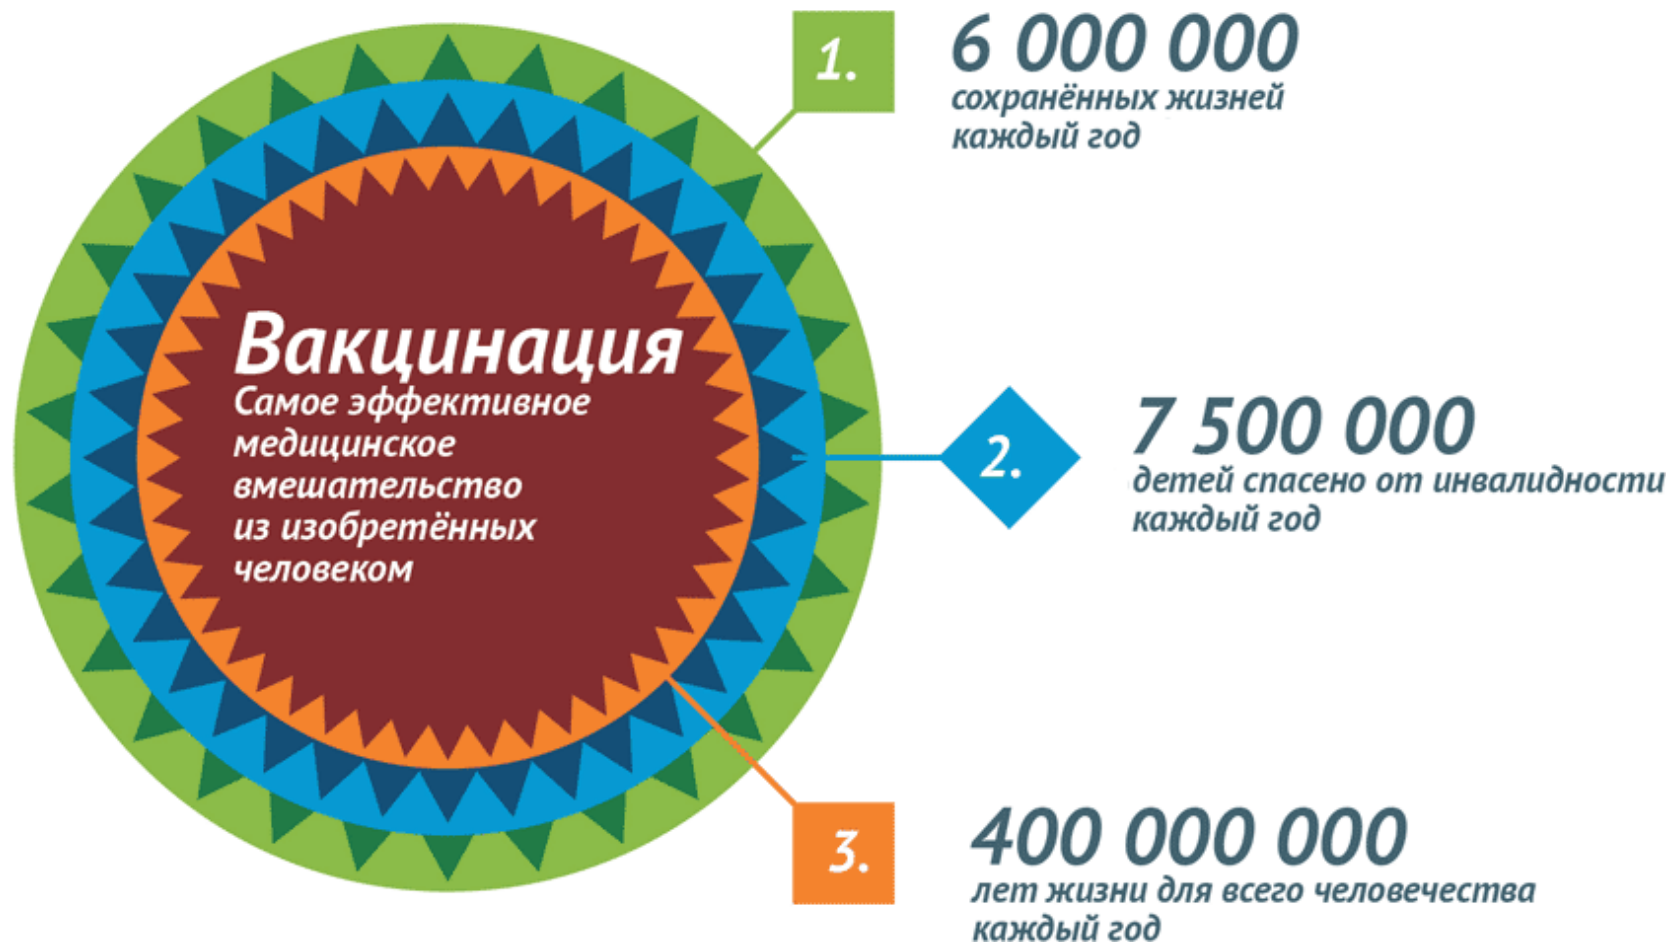 Вакцинация
Самое эффективное
медицинское
вмешательство
из изобретённых
человеком
1.
6 000 000
сохранённых жизней
каждый год
2.
7 500 000
детей спасено от инвалидности
каждый год
3.
400 000 000
лет жизни для всего человечества
каждый год